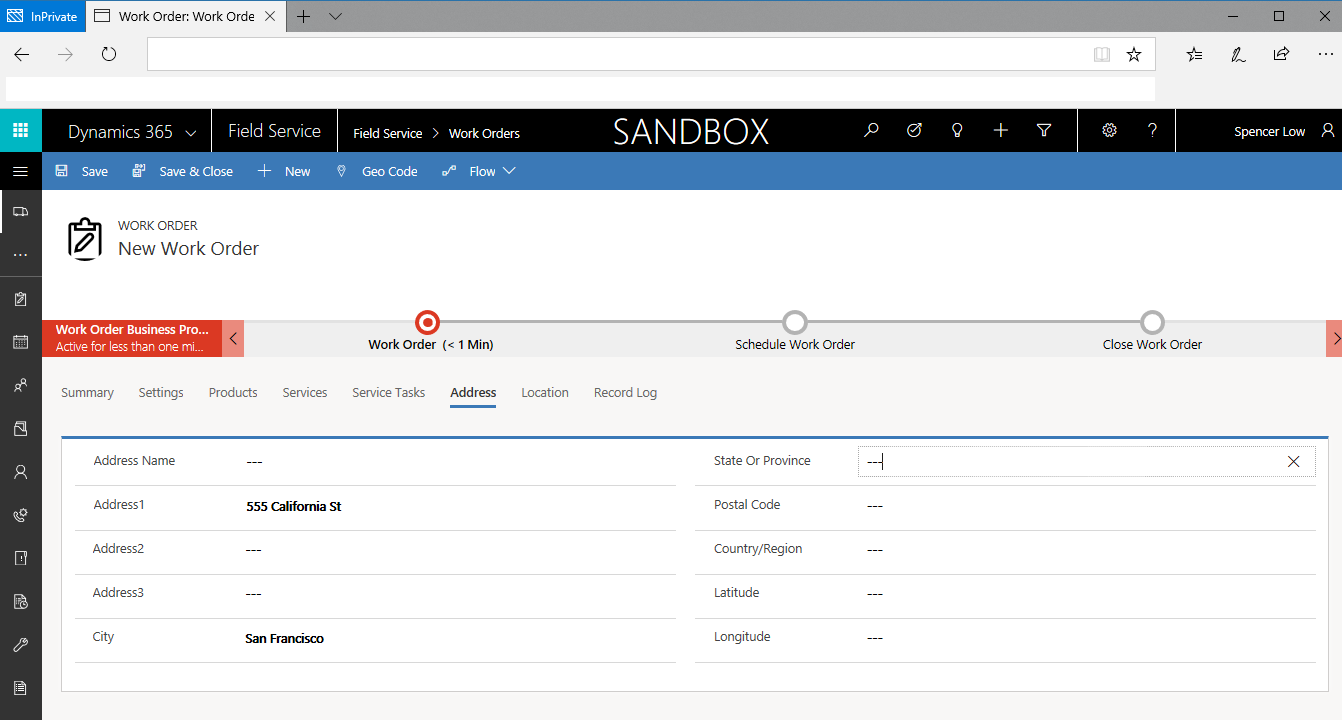 InPrivate
Work Order: Work Orde
Dynamics 365
Field Service
Field Service > Work Orders
SANDBOX
Spencer Low
Save
Save & Close
New
Geo Code
Flow
WORK ORDER
New Work Order
Work Order Business Pro...
Active for less than one mi...
Work Order (< 1 Min)
Schedule Work Order
Close Work Order
Summary
Settings
Products
Services
Service Tasks
Address
Location
Record Log
Address Name ---
State Or Province ---
Address1 555 California St
Postal Code ---
Address2 ---
Country/Region ---
Address3 ---
Latitude ---
City San Francisco
Longitude ---